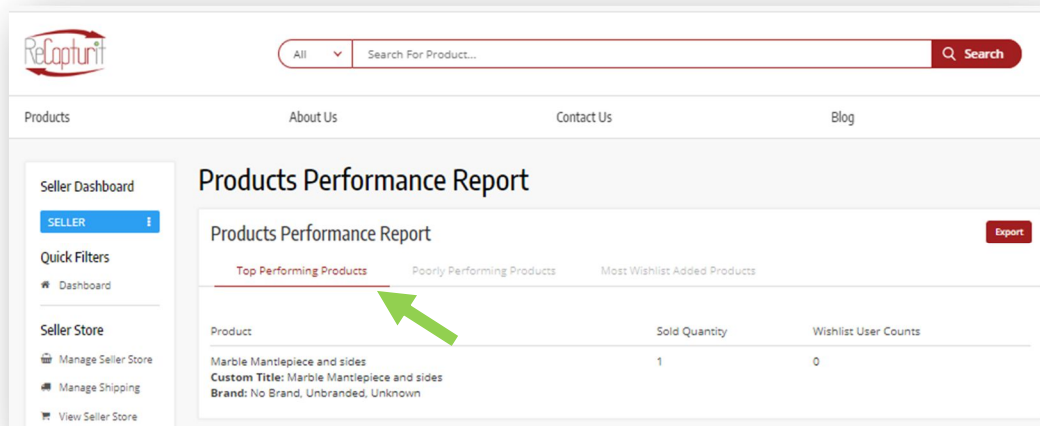 ReCapturit
All Search For Product... Search
Products About Us Contact Us Blog
Seller Dashboard
SELLER
Quick Filters
Dashboard
Seller Store
Manage Seller Store
Manage Shipping
View Seller Store
Products Performance Report
Products Performance Report Export
Top Performing Products Poorly Performing Products Most Wishlist Added Products
Product Sold Quantity Wishlist User Counts
Marble Mantlepiece and sides 1 0
Custom Title: Marble Mantlepiece and sides
Brand: No Brand, Unbranded, Unknown